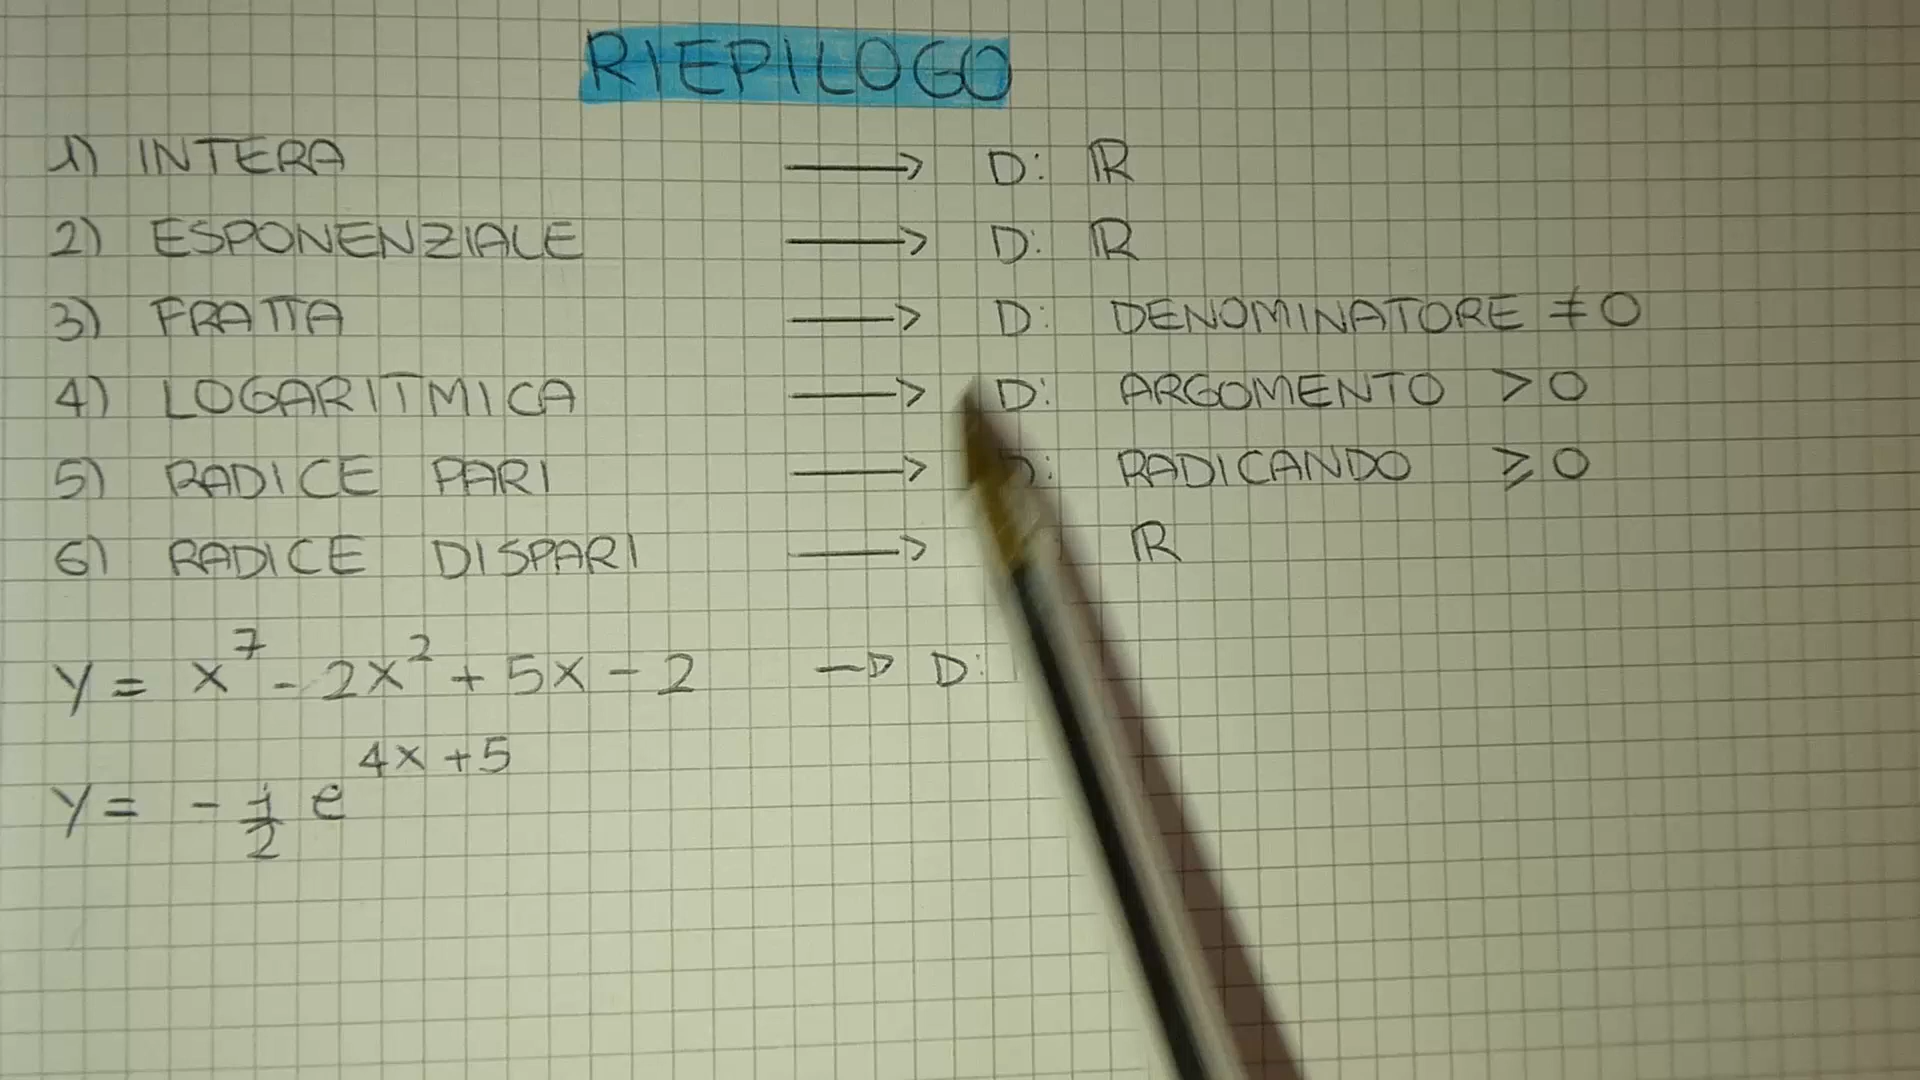 RIEPILOGO
1) INTERA → D: ℝ
2) ESPONENZIALE → D: ℝ
3) FRATTA → D: DENOMINATORE ≠ 0
4) LOGARITMICA → D: ARGOMENTO > 0
5) RADICE PARI → D: RADICANDO ≥ 0
6) RADICE DISPARI → ℝ
y = x⁷ - 2x² + 5x - 2 → D:
y = - 1/2 e^(4x+5)